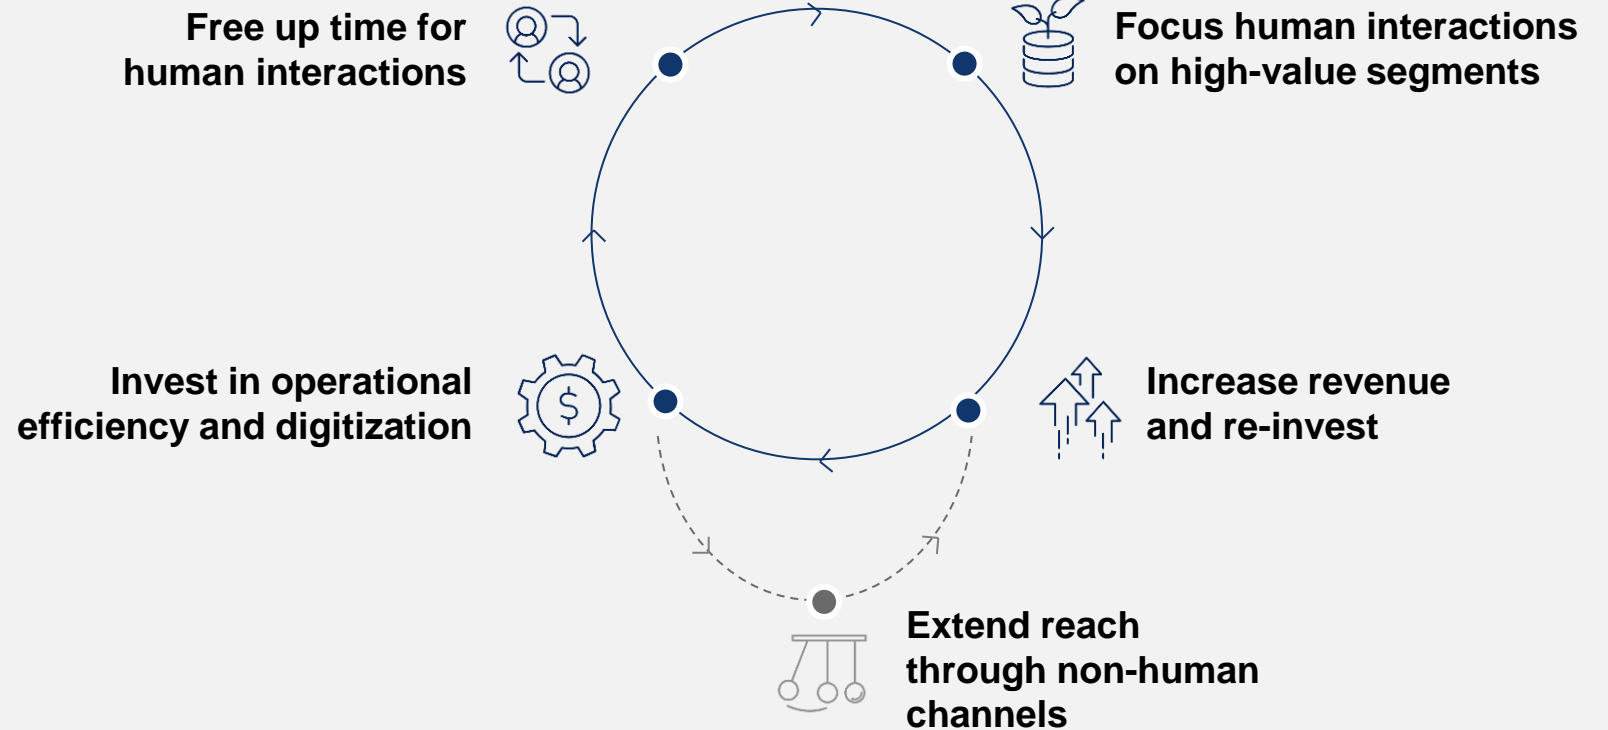 Free up time for
human interactions
Focus human interactions
on high-value segments
Invest in operational
efficiency and digitization
$
Increase revenue
and re-invest
Extend reach
through non-human
channels